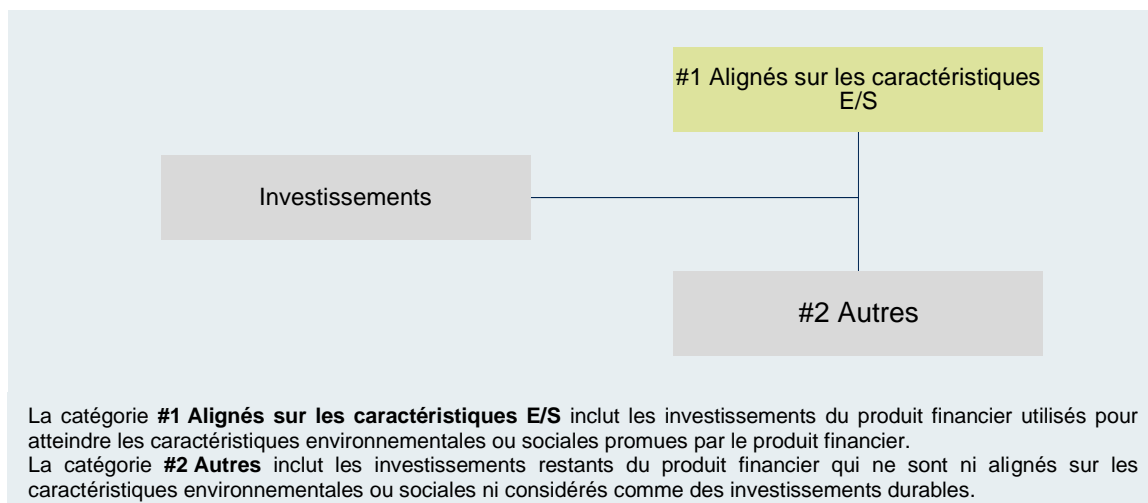 #1 Alignés sur les caractéristiques
E/S
Investissements
#2 Autres
La catégorie #1 Alignés sur les caractéristiques E/S inclut les investissements du produit financier utilisés pour
atteindre les caractéristiques environnementales ou sociales promues par le produit financier.
La catégorie #2 Autres inclut les investissements restants du produit financier qui ne sont ni alignés sur les
caractéristiques environnementales ou sociales ni considérés comme des investissements durables.